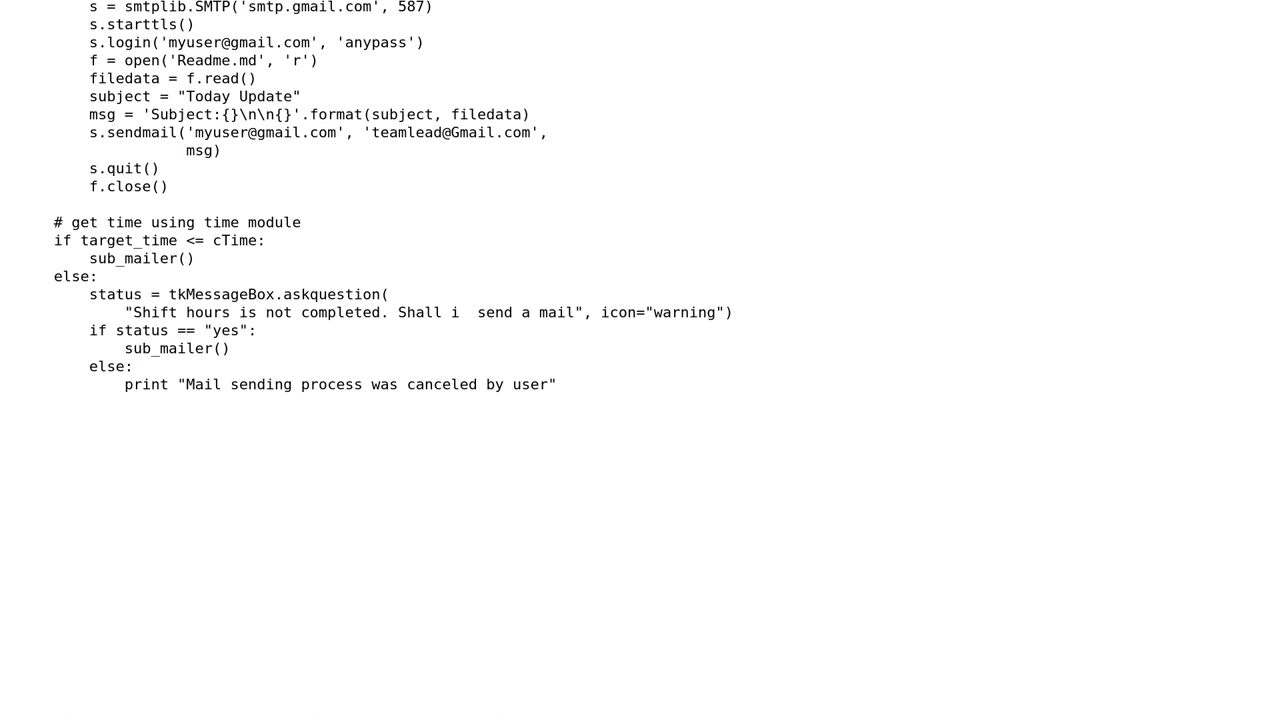 s = smtplib.SMTP('smtp.gmail.com', 587)
    s.starttls()
    s.login('myuser@gmail.com', 'anypass')
    f = open('Readme.md', 'r')
    filedata = f.read()
    subject = "Today Update"
    msg = 'Subject:{}\n\n{}'.format(subject, filedata)
    s.sendmail('myuser@gmail.com', 'teamlead@Gmail.com',
               msg)
    s.quit()
    f.close()

# get time using time module
if target_time <= cTime:
    sub_mailer()
else:
    status = tkMessageBox.askquestion(
        "Shift hours is not completed. Shall i  send a mail", icon="warning")
    if status == "yes":
        sub_mailer()
    else:
        print "Mail sending process was canceled by user"